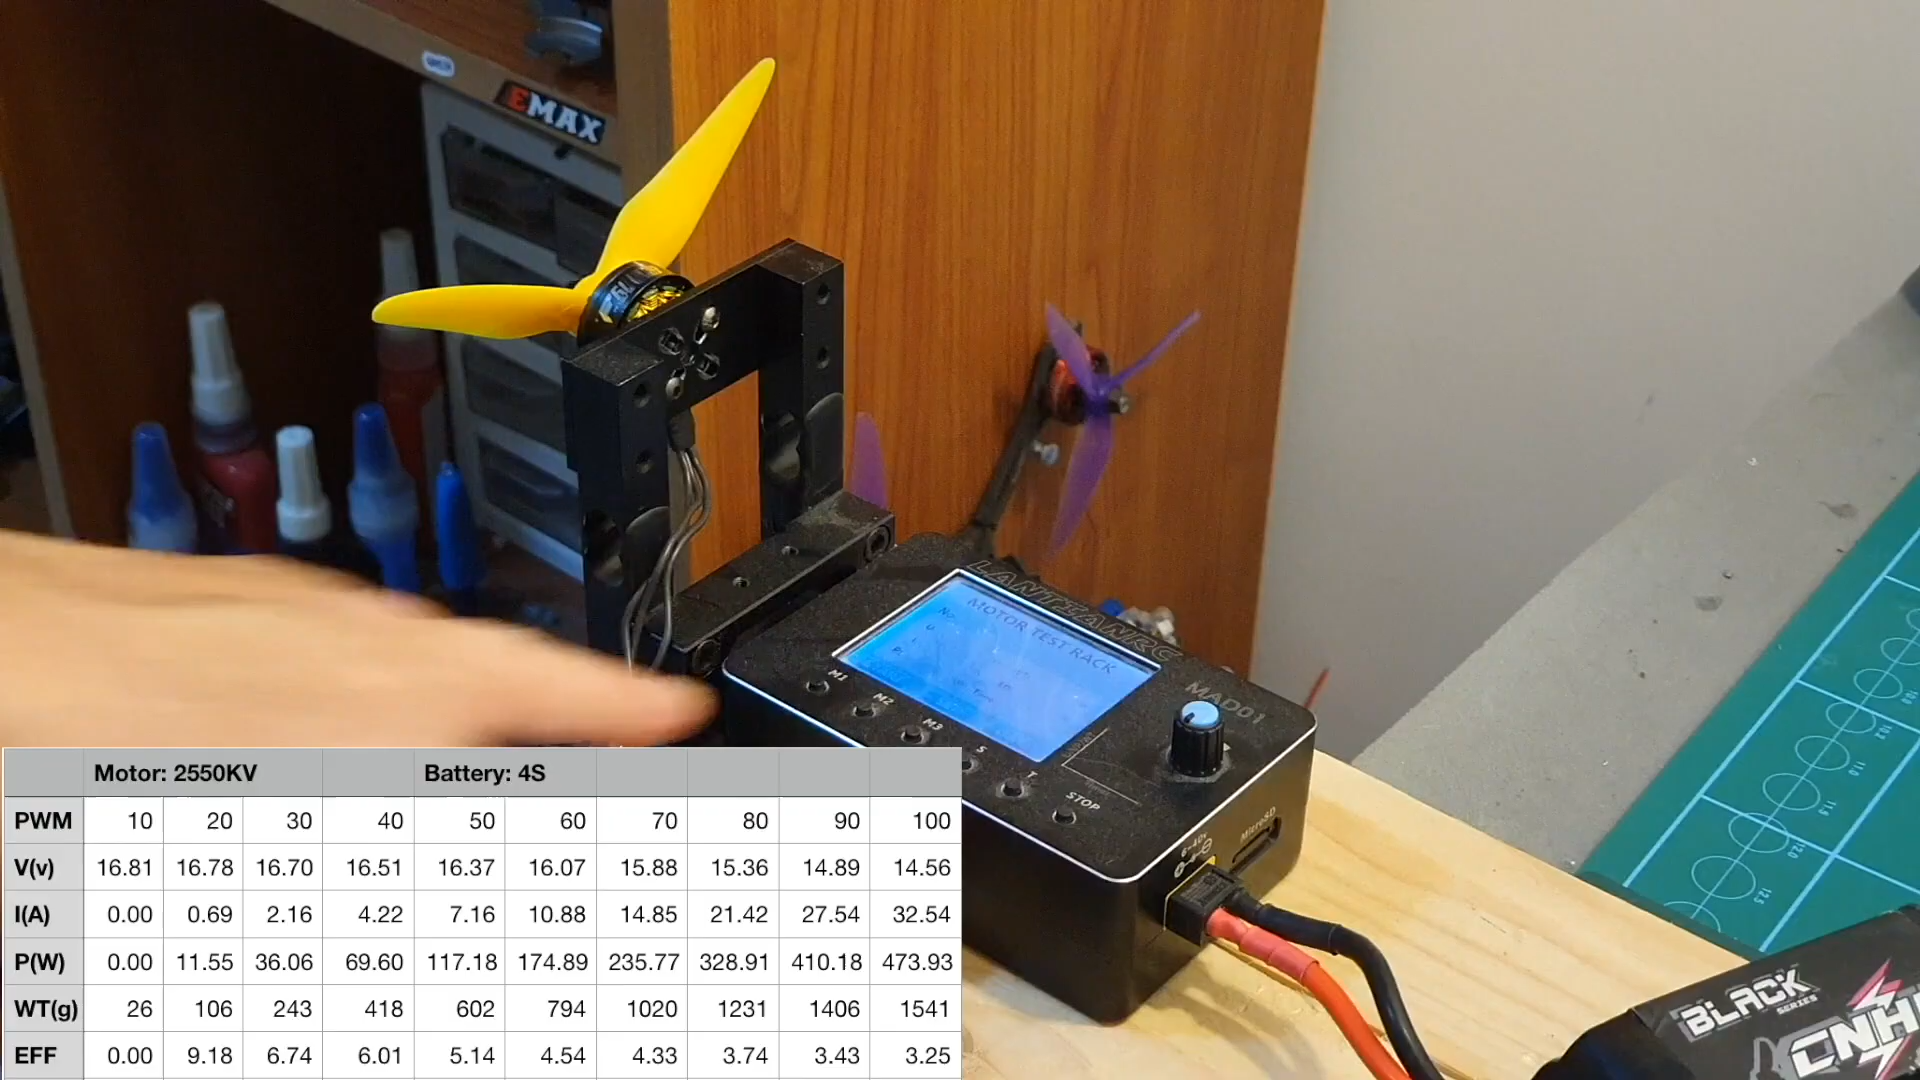 EMAX
LANTIANRC
MOTOR TEST RACK
No
U
I
P
M1
M2
M3
S
T
STOP
MAD01
6-40v
MicroSD
BLACK
SERIES
CNH
Motor: 2550KV Battery: 4S
PWM 10 20 30 40 50 60 70 80 90 100
V(v) 16.81 16.78 16.70 16.51 16.37 16.07 15.88 15.36 14.89 14.56
I(A) 0.00 0.69 2.16 4.22 7.16 10.88 14.85 21.42 27.54 32.54
P(W) 0.00 11.55 36.06 69.60 117.18 174.89 235.77 328.91 410.18 473.93
WT(g) 26 106 243 418 602 794 1020 1231 1406 1541
EFF 0.00 9.18 6.74 6.01 5.14 4.54 4.33 3.74 3.43 3.25